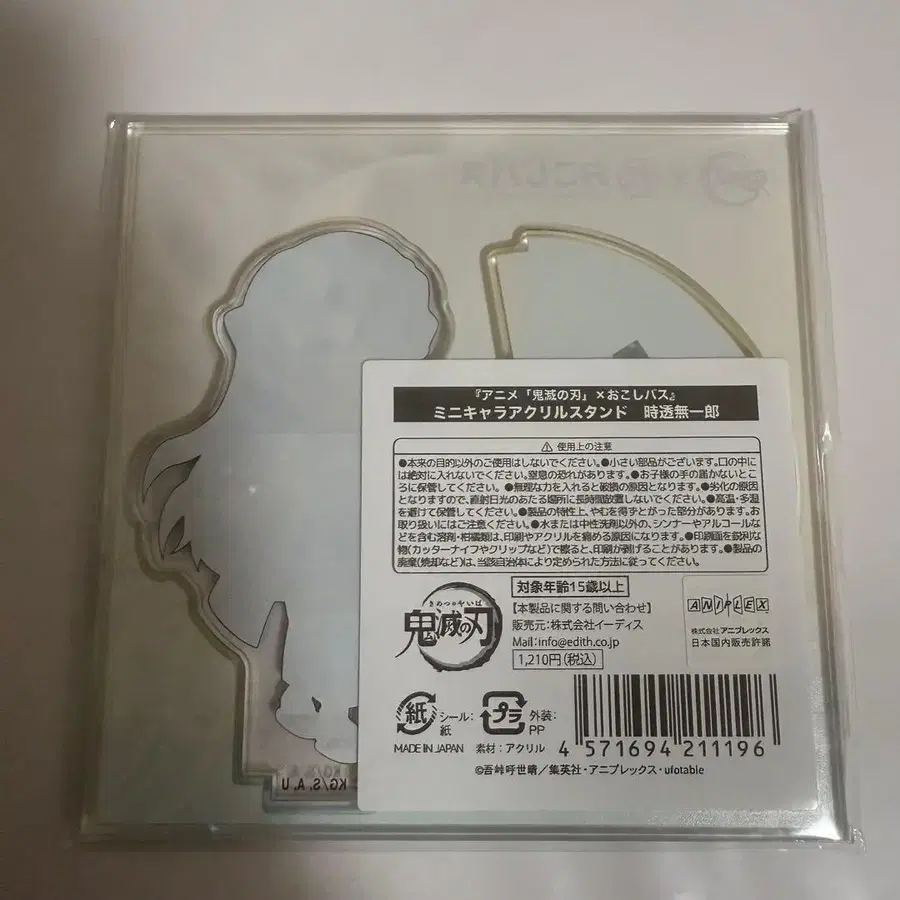 『アニメ「鬼滅の刃」×おこしバス』
ミニキャラアクリルスタンド 時透無一郎
⚠ 使用上の注意
●本来の目的以外のご使用はしないでください。●小さい部品がございます。口の中に
は絶対に入れないでください。窒息の恐れがあります。●お子様の手の届かないとこ
ろに保管してください。●無理な力を入れると破損の原因となります。●劣化の原因
となりますので、直射日光のあたる場所に長時間放置しないでください。●高温・多湿
を避けて保管してください。●製品の特性上、やむを得ずとがった部分があります。お
取り扱いにはご注意ください。●水または中性洗剤以外の、シンナーやアルコールな
どを含む溶剤・柑橘類は、印刷やアクリルを痛める原因になります。●印刷面を鋭利な
物(カッターナイフやクリップなど)で擦ると、印刷が剥げることがあります。●製品の
廃棄(焼却など)は、当該自治体により定められた方法に従ってください。
対象年齢15歳以上
きめつのやいば
鬼滅の刃
【本製品に関する問い合わせ】
販売元:株式会社イーディス
Mail:info@edith.co.jp
1,210円(税込)
ANIPLEX
株式会社 アニプレックス
日本国内販売許諾
紙 シール:紙
プラ 外装:PP
MADE IN JAPAN 素材:アクリル
4 571694 211196
©吾峠呼世晴/集英社・アニプレックス・ufotable
KG/S, A, U